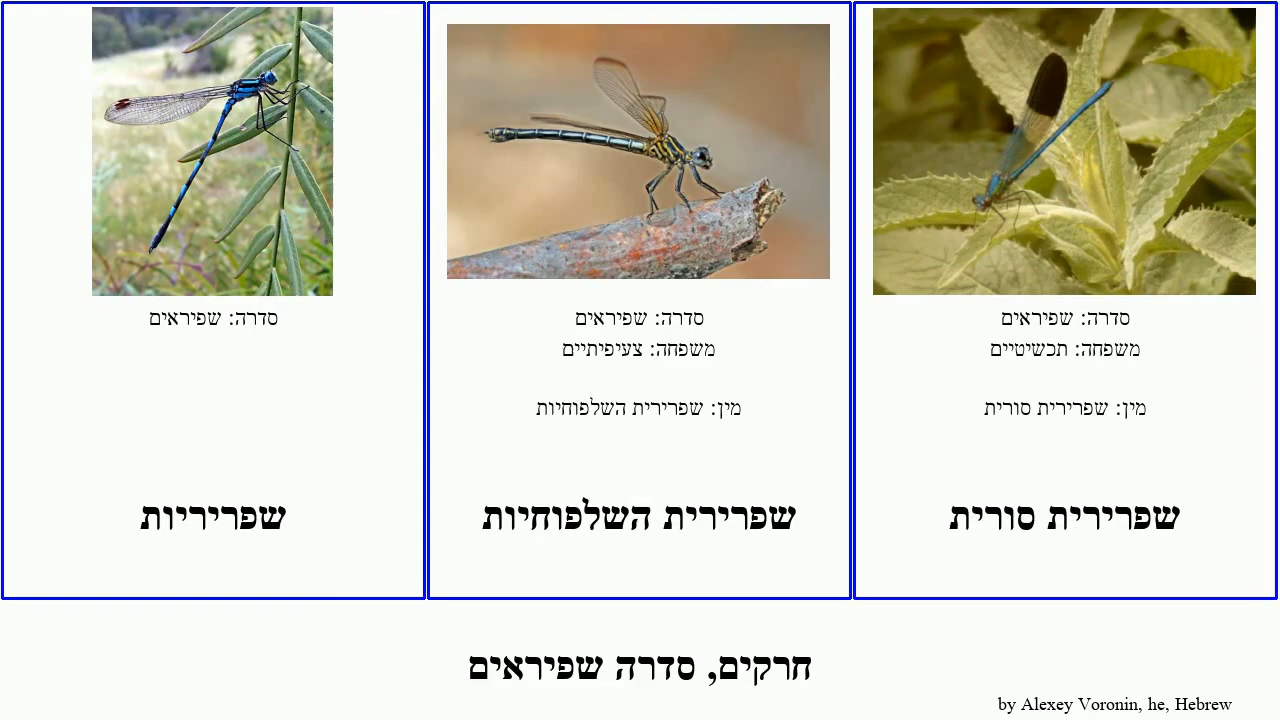 סדרה: שפיראים
משפחה: תכשיטיים
מין: שפרירית סורית
שפרירית סורית
סדרה: שפיראים
משפחה: צעיפיתיים
מין: שפרירית השלפוחיות
שפרירית השלפוחיות
סדרה: שפיראים
שפריריות
חרקים, סדרה שפיראים
by Alexey Voronin, he, Hebrew